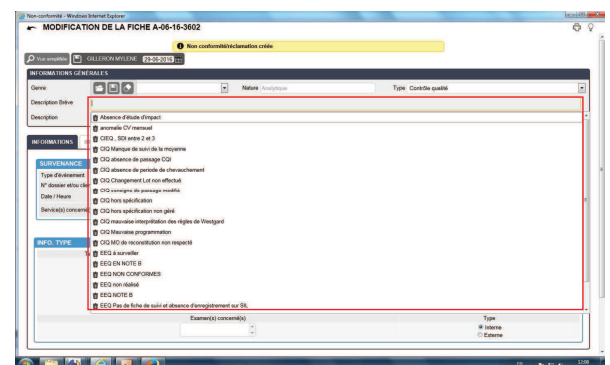 Non-conformité - Windows Internet Explorer
MODIFICATION DE LA FICHE A-06-16-3602
Non conformité/réclamation créée
Vue simplifiée GILLERON MYLENE 29-06-2016
INFORMATIONS GÉNÉRALES
Genre Nature Analytique Type Contrôle qualité
Description Brève
Description
Absence d'étude d'impact
anomalie CV mensuel
CIEQ , SDI entre 2 et 3
CIQ Manque de suivi de la moyenne
CIQ absence de passage CQI
CIQ absence de periode de chevauchement
CIQ Changement Lot non effectué
CIQ consigne de passage modifié
CIQ hors spécification
CIQ hors spécification non géré
CIQ mauvaise interprétation des règles de Westgard
CIQ Mauvaise programmation
CIQ MO de reconstitution non respecté
EEQ à surveiller
EEQ EN NOTE B
EEQ NON CONFORMES
EEQ non réalisé
EEQ NOTE B
EEQ Pas de fiche de suivi et absence d'enregistrement sur SIL
INFORMATIONS
SURVENANCE
Type d'événement
N° dossier et/ou clien
Date / Heure
Service(s) concerné
INFO. TYPE
Examen(s) concerné(s) Type
Interne
Externe
12:08